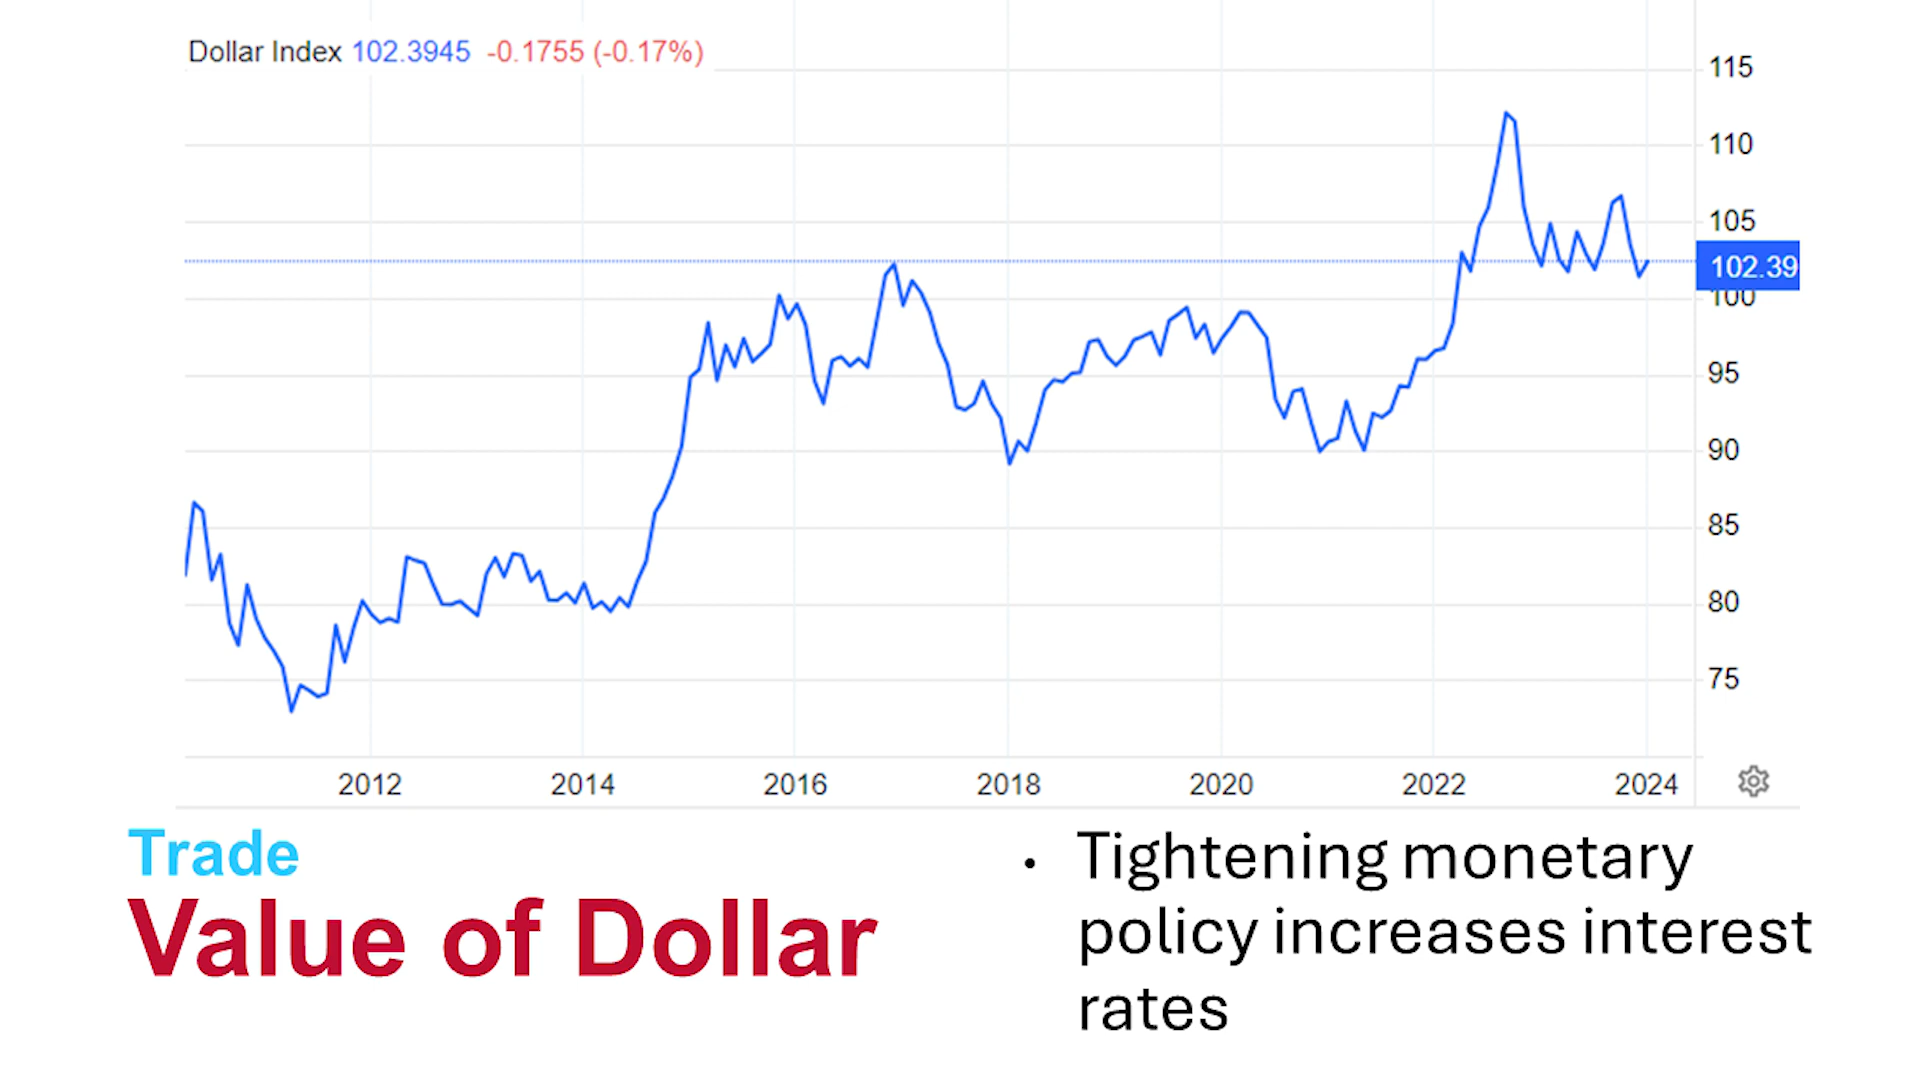 Dollar Index 102.3945 -0.1755 (-0.17%)
115
110
105
102.39
100
95
90
85
80
75
2012 2014 2016 2018 2020 2022 2024
Trade
Value of Dollar
• Tightening monetary
policy increases interest
rates